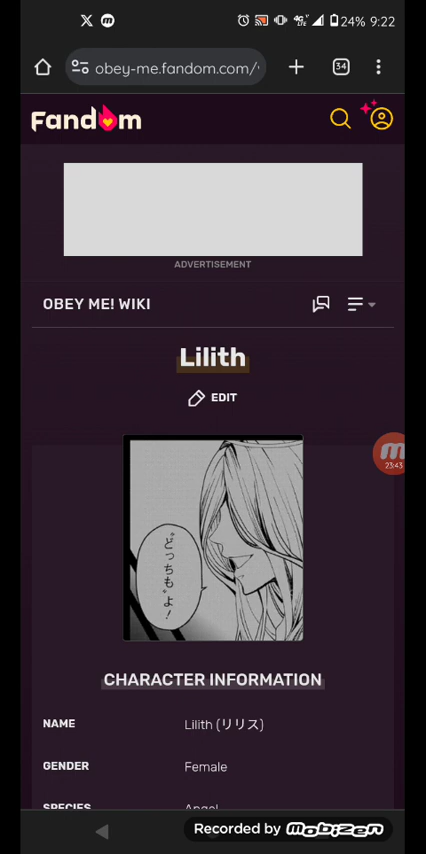 24% 9:22
obey-me.fandom.com/
34
Fandom
ADVERTISEMENT
OBEY ME! WIKI
Lilith
EDIT
23:43
どっちもよ!
CHARACTER INFORMATION
NAME Lilith (リリス)
GENDER Female
SPECIES Angel
Recorded by mobizen